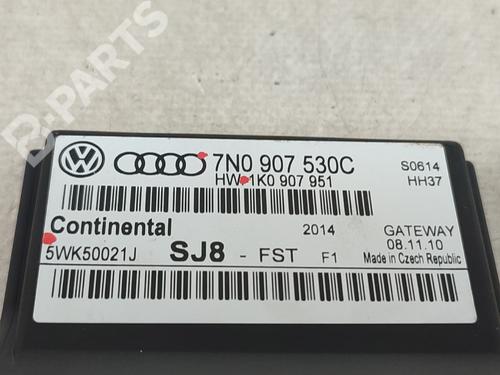 B-PARTS
7N0 907 530C
S0614
HW 1K0 907 951
HH37
Continental
2014
GATEWAY
08.11.10
5WK50021J
SJ8 - FST F1
Made in Czech Republic